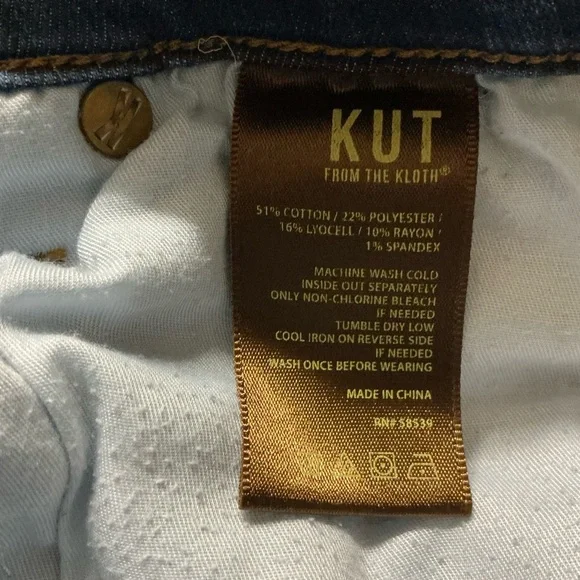 KUT
FROM THE KLOTH®
51% COTTON / 22% POLYESTER /
16% LYOCELL / 10% RAYON /
1% SPANDEX
MACHINE WASH COLD
INSIDE OUT SEPARATELY
ONLY NON-CHLORINE BLEACH
IF NEEDED
TUMBLE DRY LOW
COOL IRON ON REVERSE SIDE
IF NEEDED
WASH ONCE BEFORE WEARING
MADE IN CHINA
RN# 58539